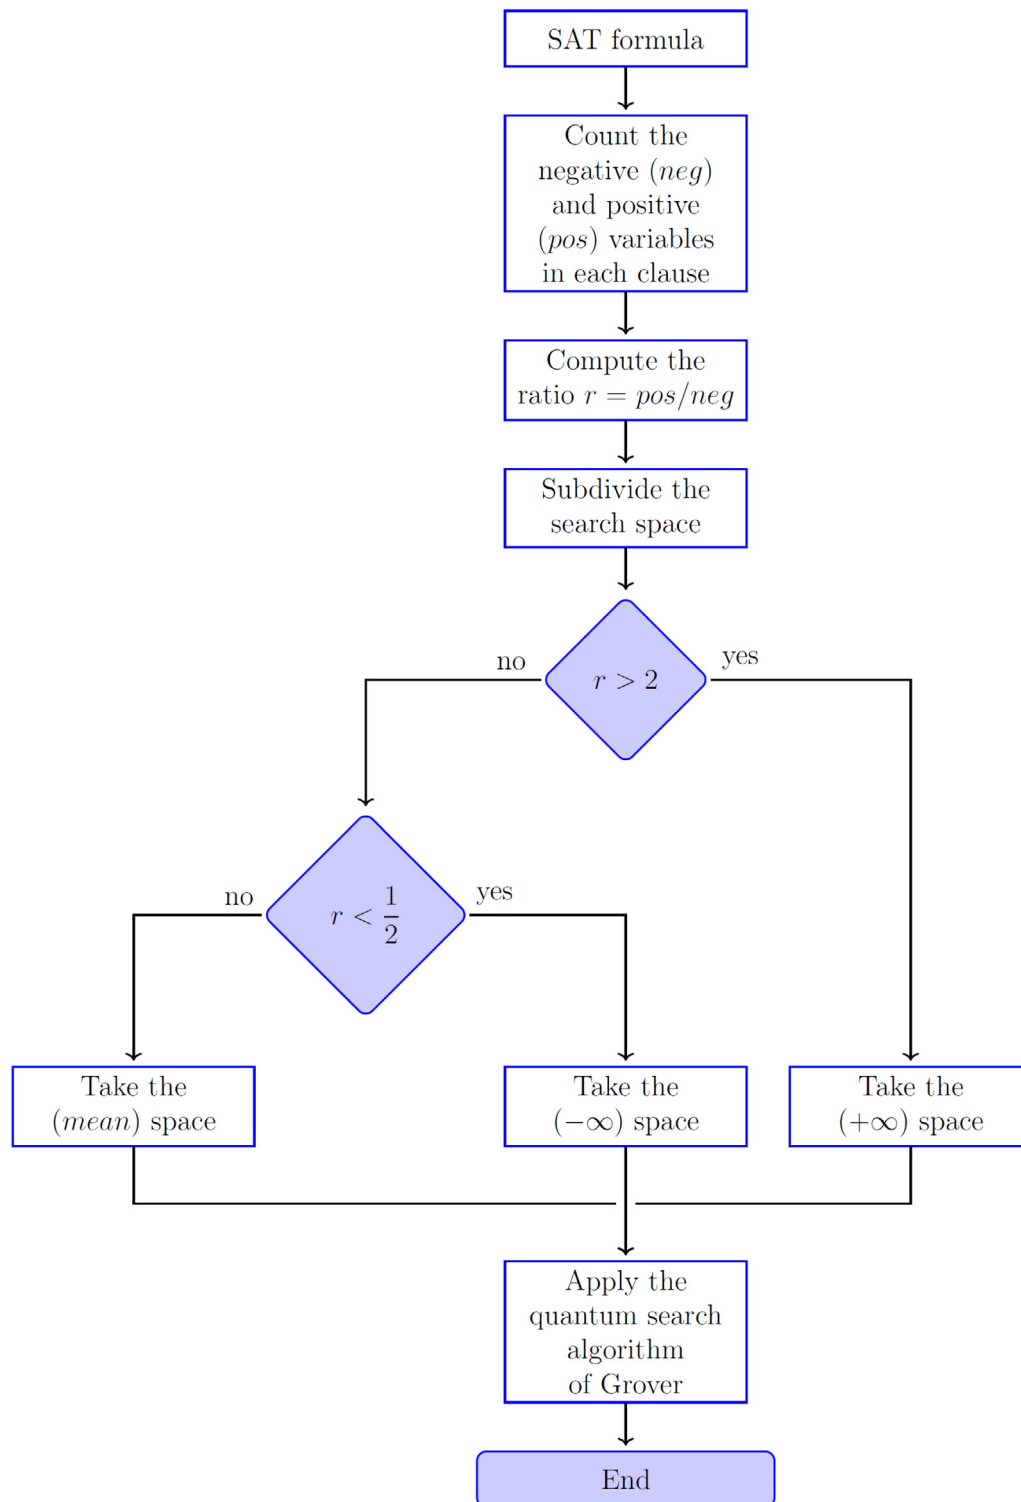 SAT formula
Count the
negative (neg)
and positive
(pos) variables
in each clause
Compute the
ratio r = pos/neg
Subdivide the
search space
no
yes
r > 2
no
yes
r < 1/2
Take the
(mean) space
Take the
(−∞) space
Take the
(+∞) space
Apply the
quantum search
algorithm
of Grover
End